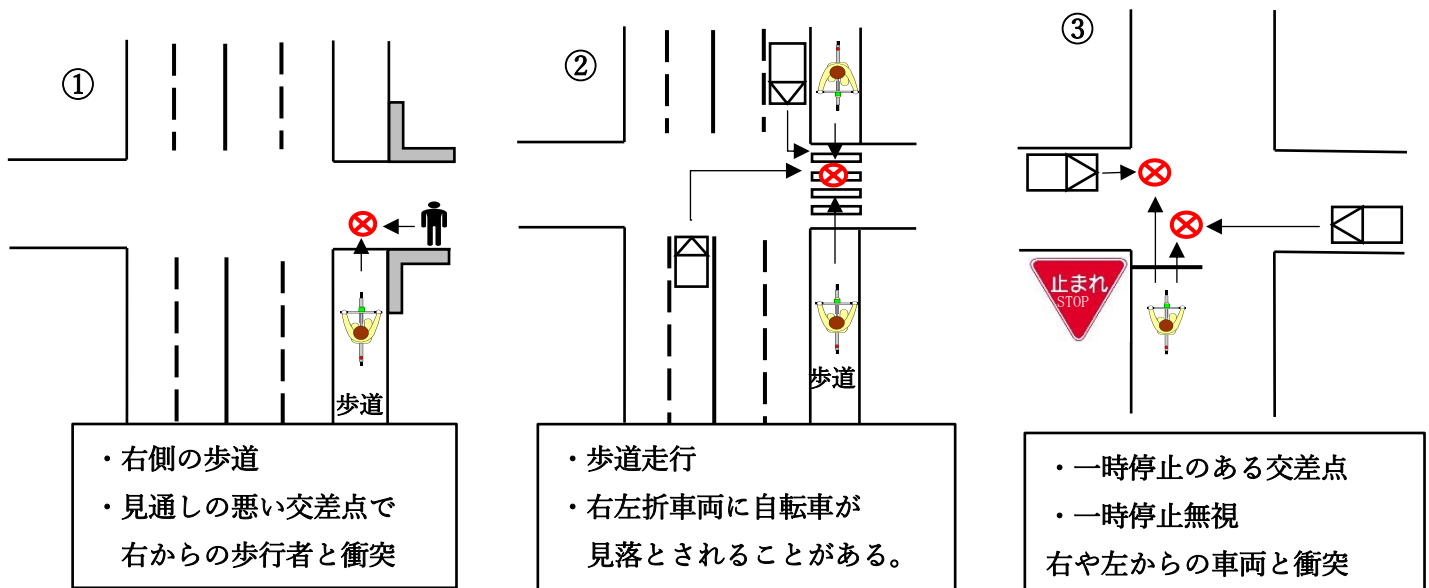 ①
歩道
・右側の歩道
・見通しの悪い交差点で
右からの歩行者と衝突
②
歩道
・歩道走行
・右左折車両に自転車が
見落とされることがある。
③
止まれ
STOP
・一時停止のある交差点
・一時停止無視
右や左からの車両と衝突